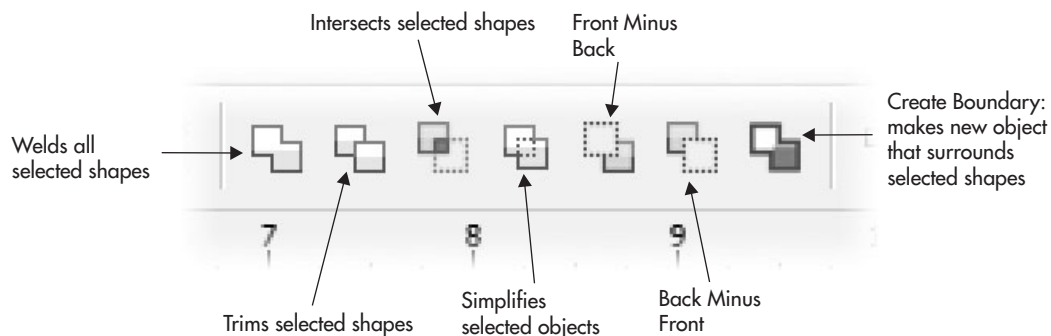 Intersects selected shapes
Front Minus
Back
Create Boundary:
makes new object
that surrounds
selected shapes
Welds all
selected shapes
7 8 9
Trims selected shapes
Simplifies
selected objects
Back Minus
Front